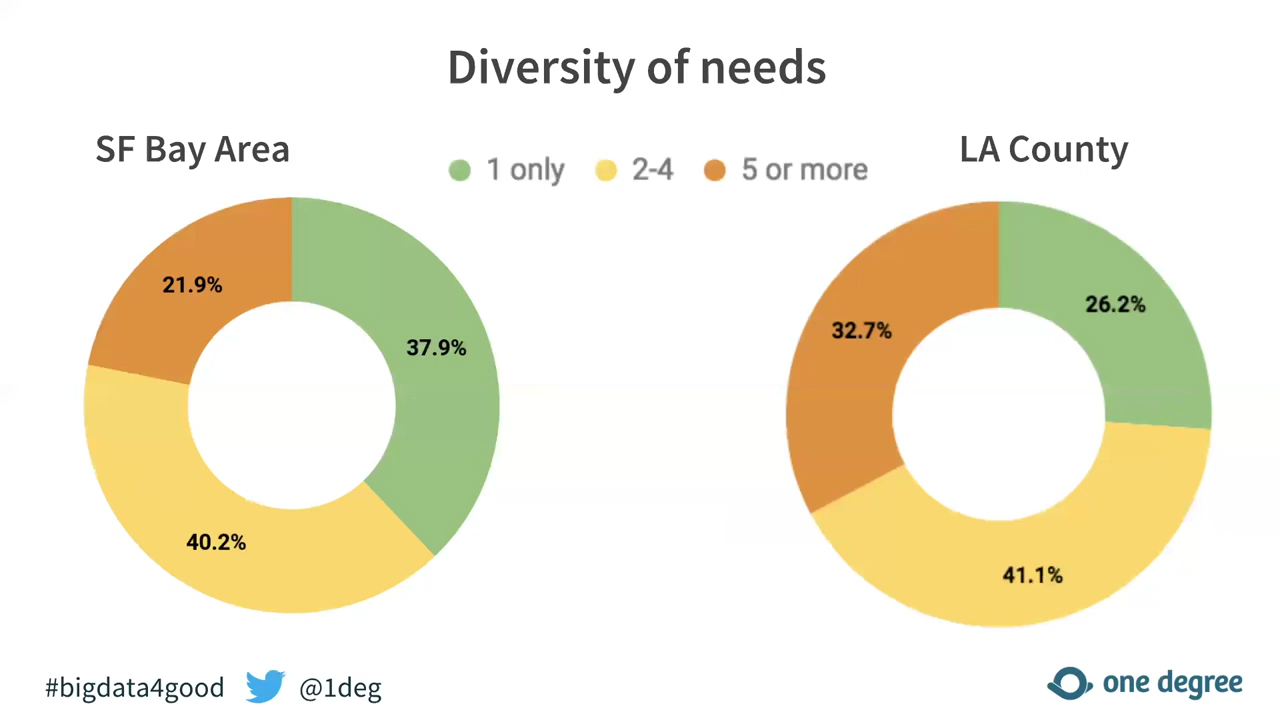 Diversity of needs
SF Bay Area
1 only
2-4
5 or more
LA County
21.9%
37.9%
40.2%
26.2%
32.7%
41.1%
#bigdata4good
@1deg
one degree